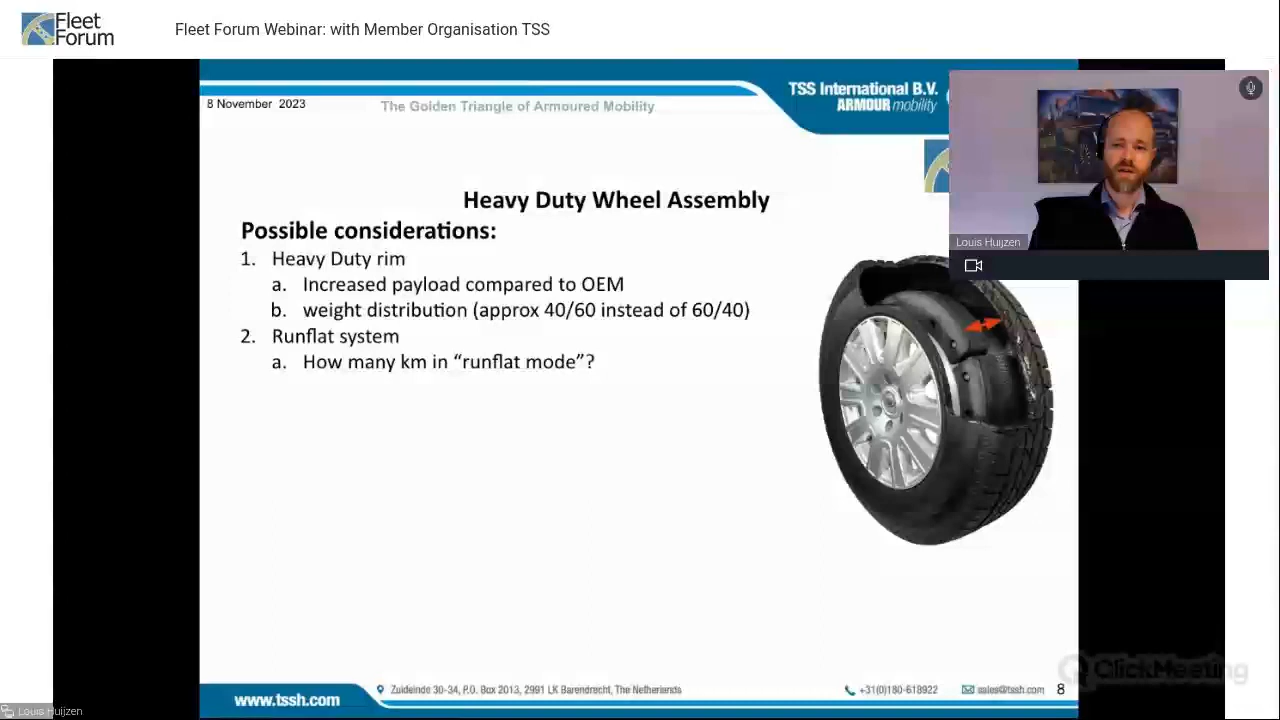 Fleet
Forum
Fleet Forum Webinar: with Member Organisation TSS
8 November 2023
The Golden Triangle of Armoured Mobility
TSS International B.V.
ARMOUR mobility
Louis Huijzen
Heavy Duty Wheel Assembly
Possible considerations:
1. Heavy Duty rim
a. Increased payload compared to OEM
b. weight distribution (approx 40/60 instead of 60/40)
2. Runflat system
a. How many km in “runflat mode”?
ClickMeeting
www.tssh.com
Zuideinde 30-34, P.O. Box 2013, 2991 LK Barendrecht, The Netherlands
+31(0)180-618922
sales@tssh.com
8
Louis Huijzen